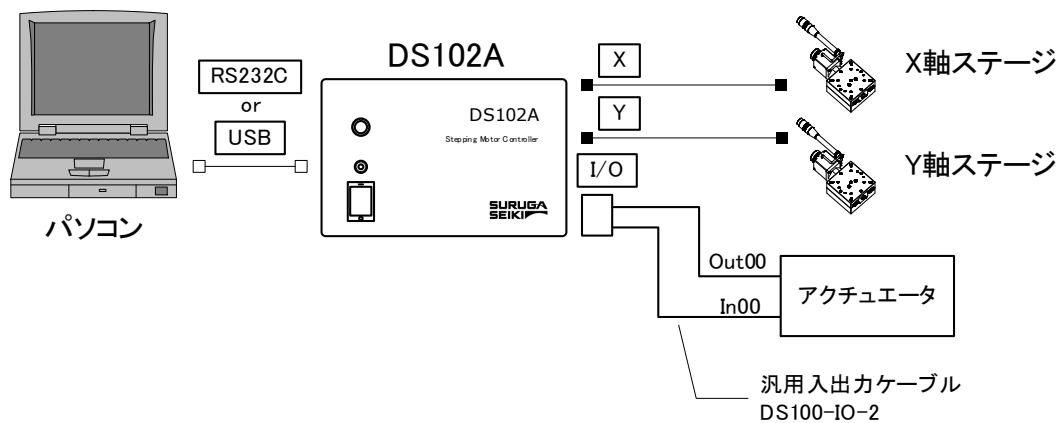 DS102A
RS232C
or
USB
DS102A
Stepping Motor Controller
SURUGA
SEIKI
X
Y
I/O
X軸ステージ
Y軸ステージ
パソコン
Out00
In00
アクチュエータ
汎用入出力ケーブル
DS100-IO-2